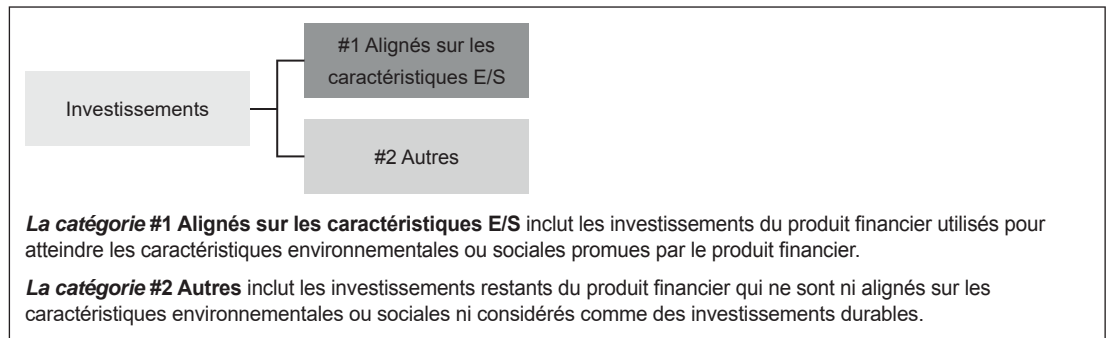 #1 Alignés sur les
caractéristiques E/S
Investissements
#2 Autres
La catégorie #1 Alignés sur les caractéristiques E/S inclut les investissements du produit financier utilisés pour
atteindre les caractéristiques environnementales ou sociales promues par le produit financier.
La catégorie #2 Autres inclut les investissements restants du produit financier qui ne sont ni alignés sur les
caractéristiques environnementales ou sociales ni considérés comme des investissements durables.